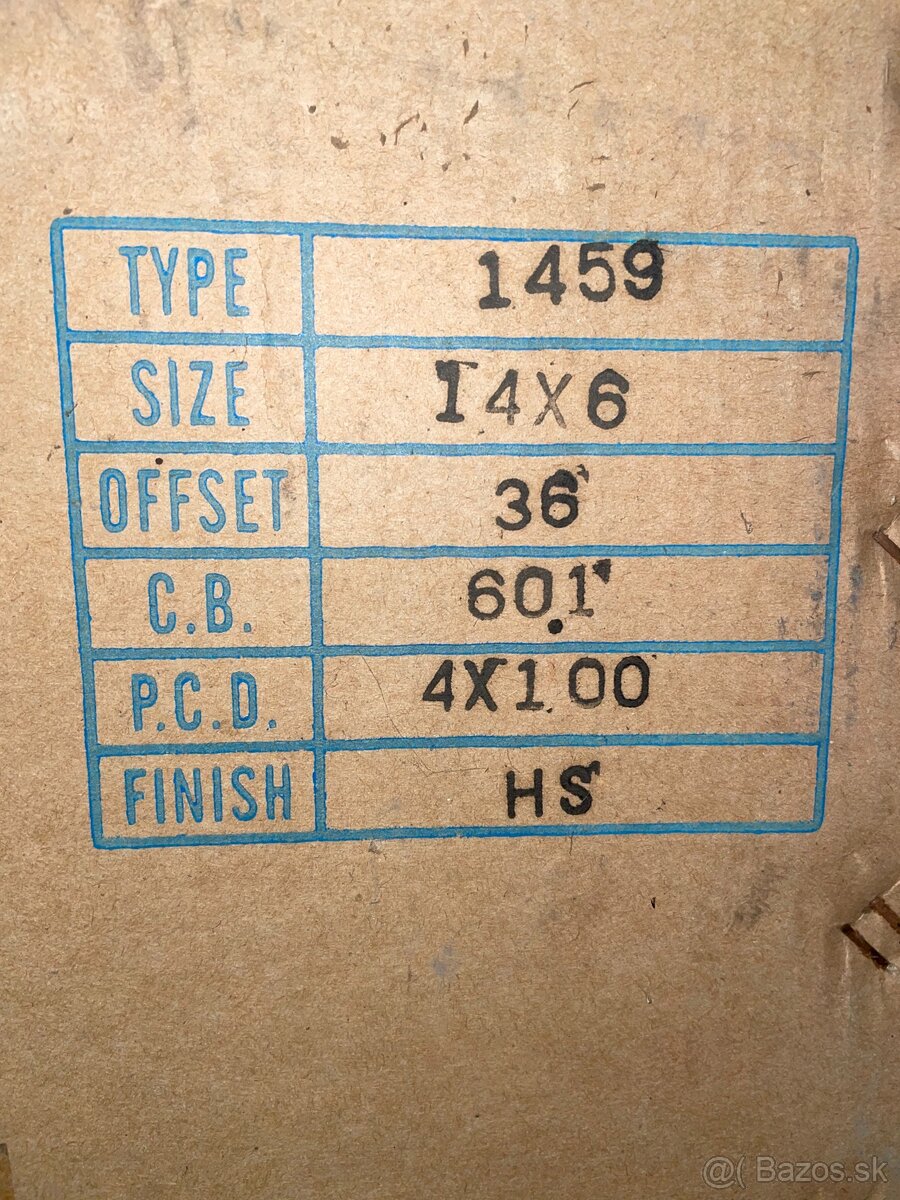 TYPE 1459
SIZE 14X6
OFFSET 36
C.B. 60.1
P.C.D. 4X100
FINISH HS
@( Bazos.sk